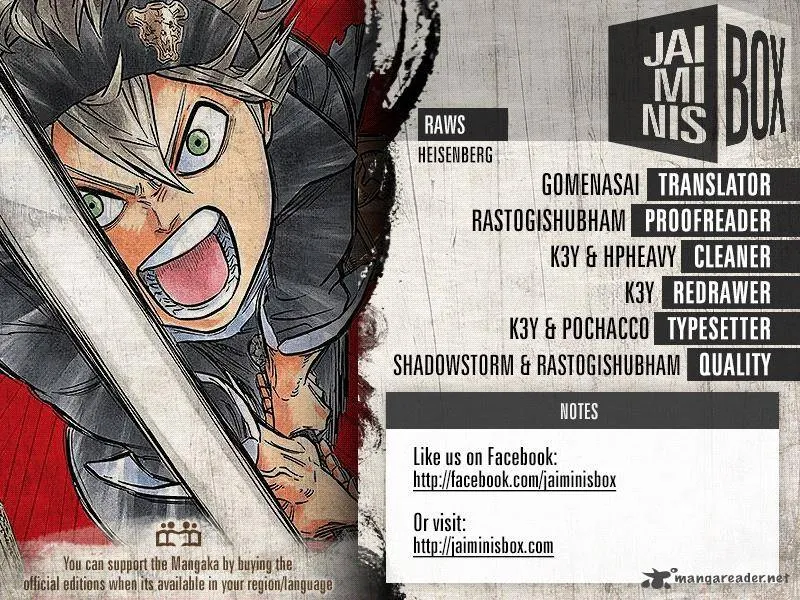 JAI
MI
NIS
BOX
RAWS
HEISENBERG
GOMENASAI TRANSLATOR
RASTOGISHUBHAM PROOFREADER
K3Y & HPHEAVY CLEANER
K3Y REDRAWER
K3Y & POCHACCO TYPESETTER
SHADOWSTORM & RASTOGISHUBHAM QUALITY
NOTES
Like us on Facebook:
http://facebook.com/jaiminisbox
Or visit:
http://jaiminisbox.com
You can support the Mangaka by buying the
official editions when its available in your region/language
mangareader.net